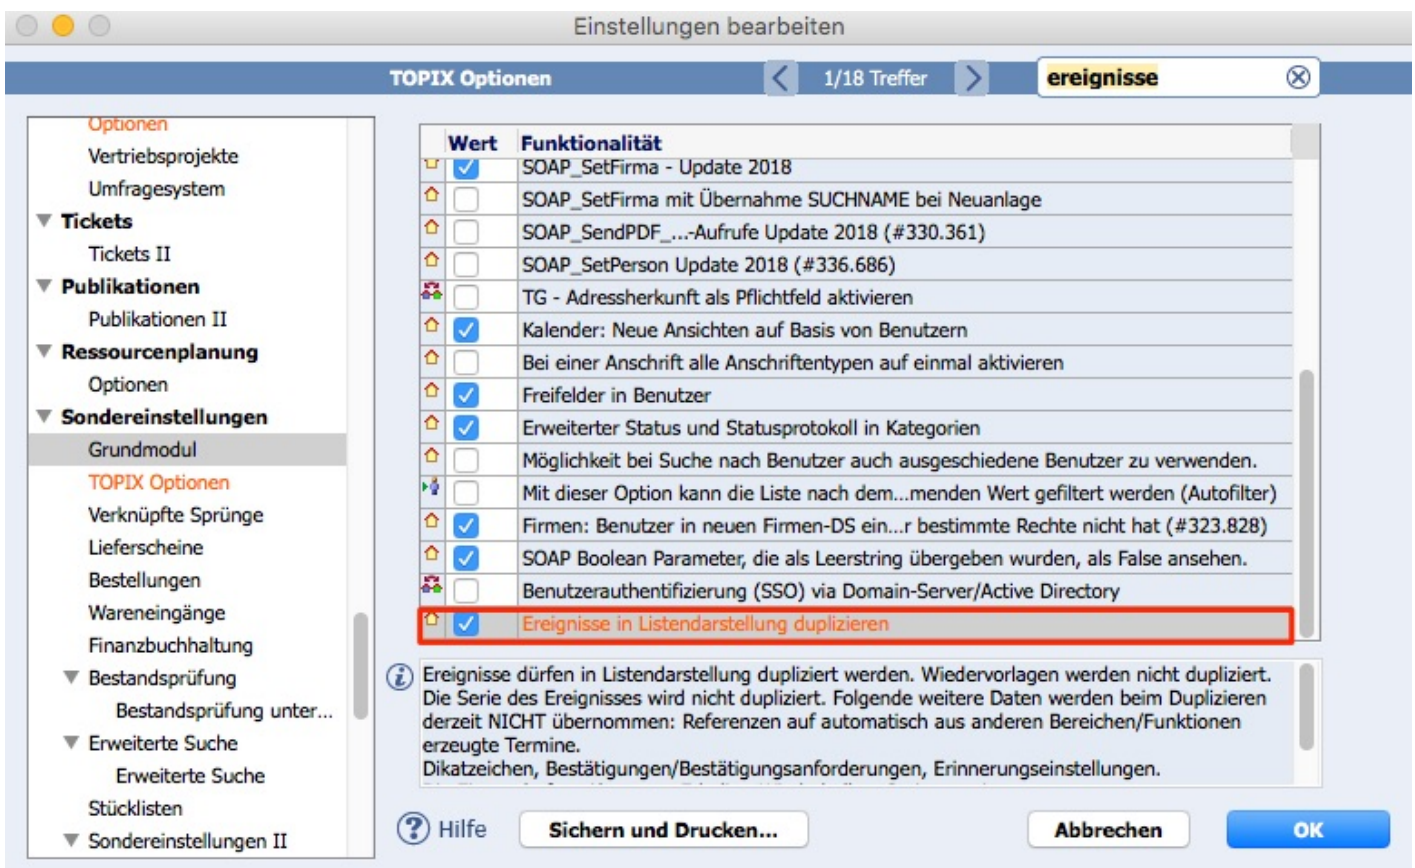 Einstellungen bearbeiten
TOPIX Optionen
1/18 Treffer
ereignisse
Optionen
Vertriebsprojekte
Umfragesystem
Tickets
Tickets II
Publikationen
Publikationen II
Ressourcenplanung
Optionen
Sondereinstellungen
Grundmodul
TOPIX Optionen
Verknüpfte Sprünge
Lieferscheine
Bestellungen
Wareneingänge
Finanzbuchhaltung
Bestandsprüfung
Bestandsprüfung unter...
Erweiterte Suche
Erweiterte Suche
Stücklisten
Sondereinstellungen II
Wert Funktionalität
SOAP_SetFirma - Update 2018
SOAP_SetFirma mit Übernahme SUCHNAME bei Neuanlage
SOAP_SendPDF_...-Aufrufe Update 2018 (#330.361)
SOAP_SetPerson Update 2018 (#336.686)
TG - Adressherkunft als Pflichtfeld aktivieren
Kalender: Neue Ansichten auf Basis von Benutzern
Bei einer Anschrift alle Anschriftentypen auf einmal aktivieren
Freifelder in Benutzer
Erweiterter Status und Statusprotokoll in Kategorien
Möglichkeit bei Suche nach Benutzer auch ausgeschiedene Benutzer zu verwenden.
Mit dieser Option kann die Liste nach dem...menden Wert gefiltert werden (Autofilter)
Firmen: Benutzer in neuen Firmen-DS ein...r bestimmte Rechte nicht hat (#323.828)
SOAP Boolean Parameter, die als Leerstring übergeben wurden, als False ansehen.
Benutzerauthentifizierung (SSO) via Domain-Server/Active Directory
Ereignisse in Listendarstellung duplizieren
Ereignisse dürfen in Listendarstellung dupliziert werden. Wiedervorlagen werden nicht dupliziert.
Die Serie des Ereignisses wird nicht dupliziert. Folgende weitere Daten werden beim Duplizieren
derzeit NICHT übernommen: Referenzen auf automatisch aus anderen Bereichen/Funktionen
erzeugte Termine.
Dikatzeichen, Bestätigungen/Bestätigungsanforderungen, Erinnerungseinstellungen.
Hilfe
Sichern und Drucken...
Abbrechen
OK